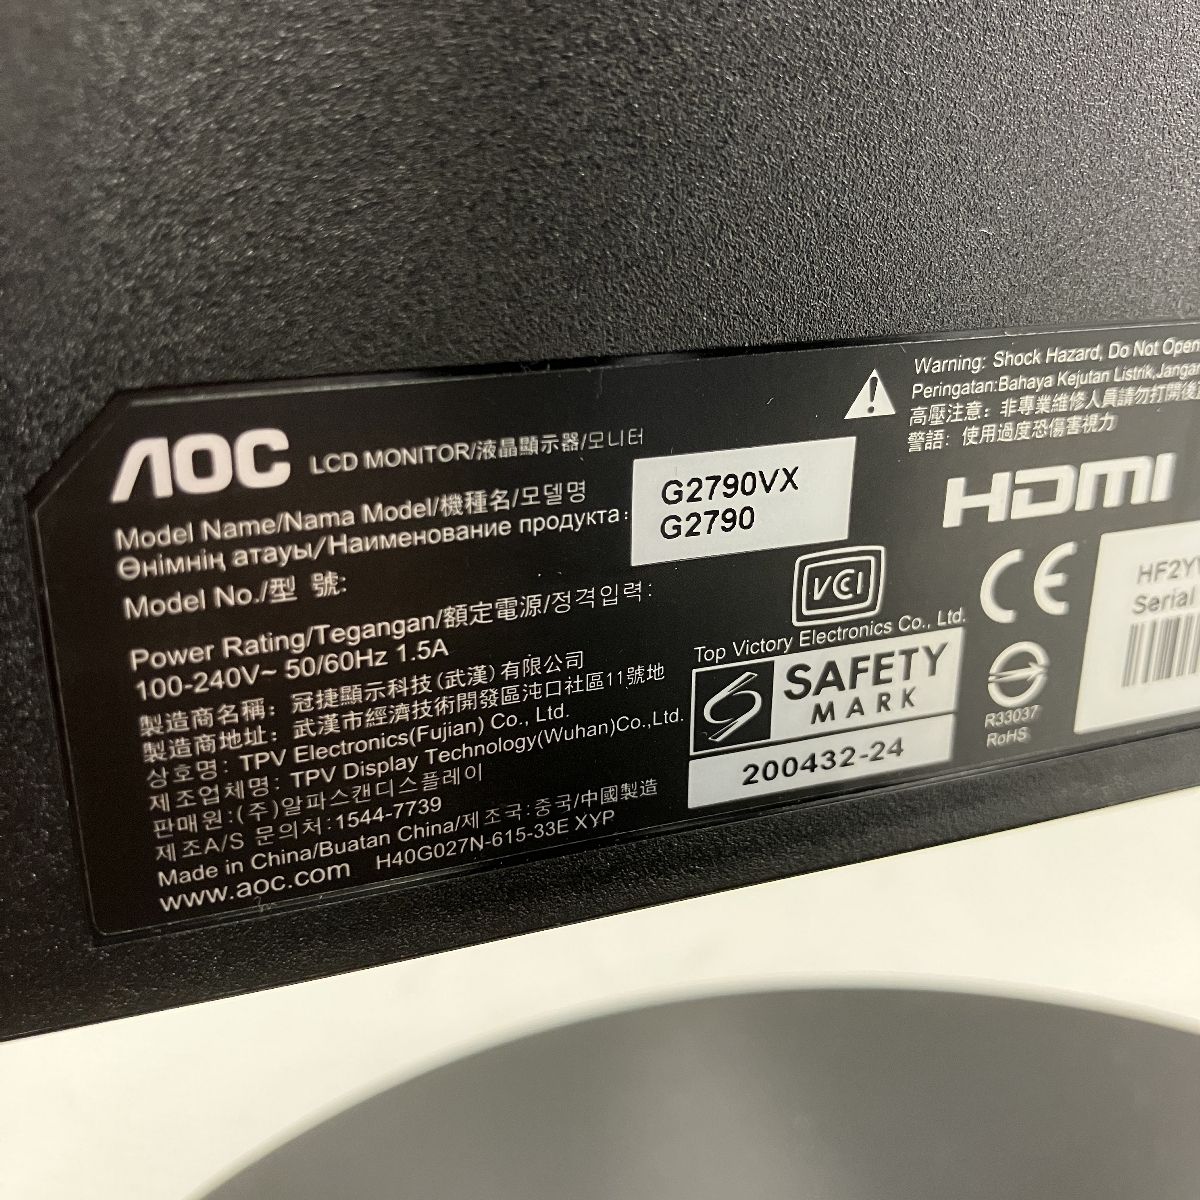 AOC LCD MONITOR/液晶顯示器/모니터
Model Name/Nama Model/機種名/모델명
Өнімнің атауы/Наименование продукта:
G2790VX
G2790
Model No./型 號:
Power Rating/Tegangan/額定電源/정격입력:
100-240V~ 50/60Hz 1.5A
製造商名稱: 冠捷顯示科技(武漢)有限公司
製造商地址: 武漢市經濟技術開發區沌口社區11號地
상호명: TPV Electronics(Fujian) Co., Ltd.
제조업체명: TPV Display Technology(Wuhan)Co.,Ltd.
판매원:(주)알파스캔디스플레이
제조A/S 문의처:1544-7739
Made in China/Buatan China/제조국:중국/中國製造
www.aoc.com H40G027N-615-33E XYP
Warning: Shock Hazard, Do Not Open
Peringatan:Bahaya Kejutan Listrik,Jangan
高壓注意: 非專業維修人員請勿打開後
警語: 使用過度恐傷害視力
HDMI
VCI
Top Victory Electronics Co., Ltd.
SAFETY
MARK
200432-24
CE
R33037
RoHS
Serial